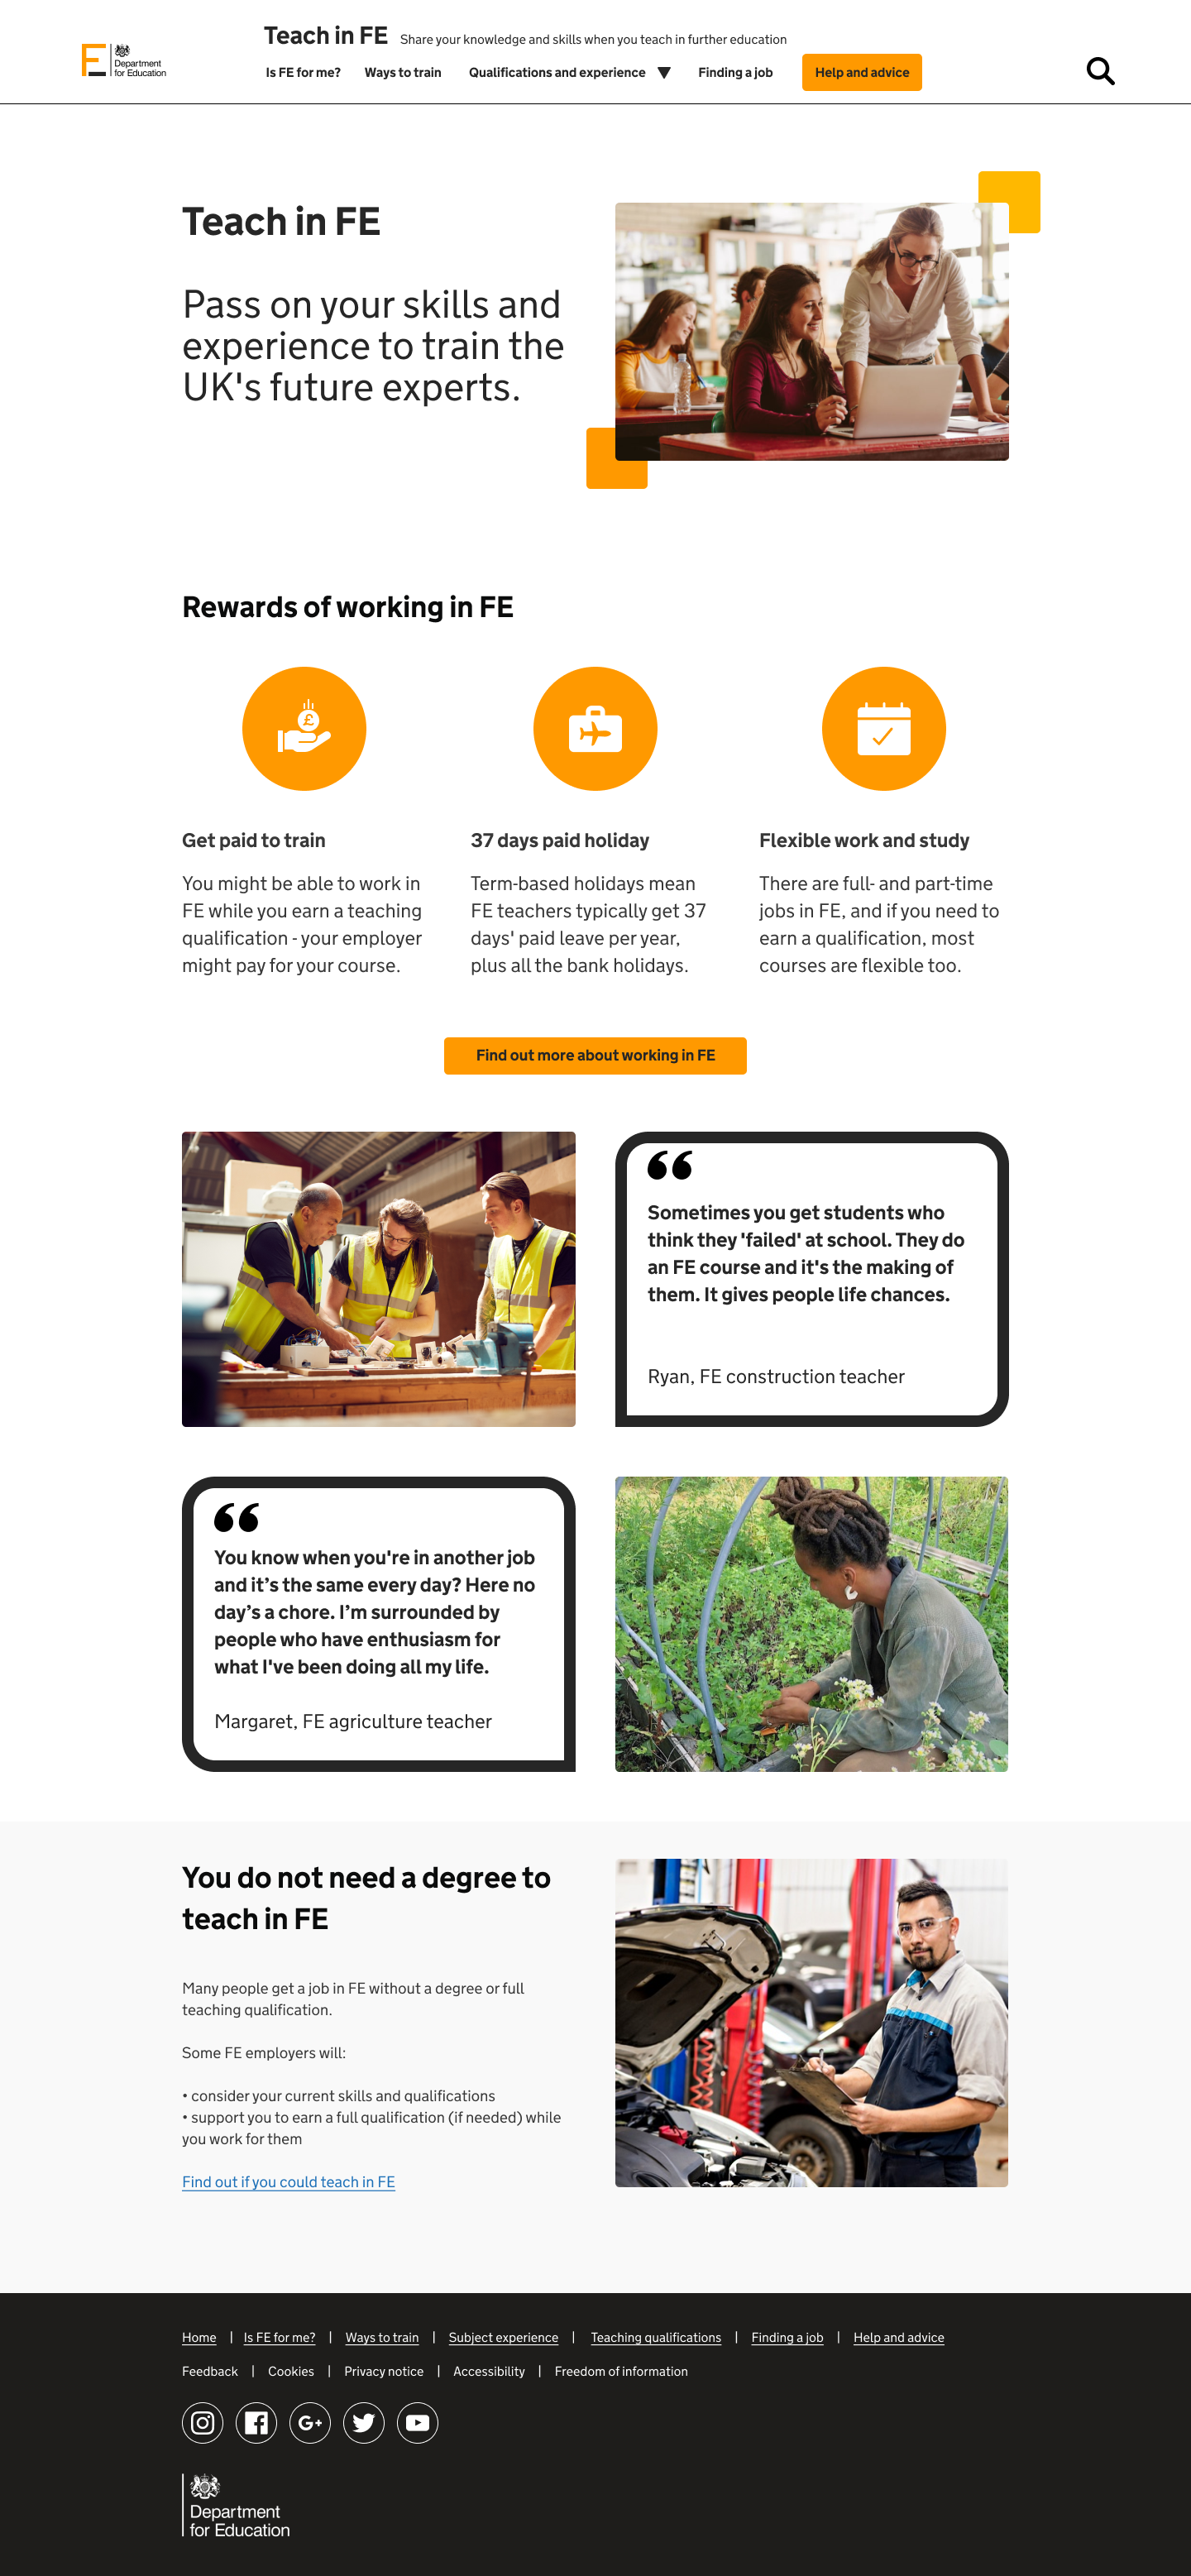 Teach in FE Share your knowledge and skills when you teach in further education
Department
for Education
Is FE for me? Ways to train Qualifications and experience Finding a job Help and advice
Teach in FE
Pass on your skills and
experience to train the
UK's future experts.
Rewards of working in FE
£
Get paid to train
You might be able to work in
FE while you earn a teaching
qualification - your employer
might pay for your course.
37 days paid holiday
Term-based holidays mean
FE teachers typically get 37
days' paid leave per year,
plus all the bank holidays.
Flexible work and study
There are full- and part-time
jobs in FE, and if you need to
earn a qualification, most
courses are flexible too.
Find out more about working in FE
Sometimes you get students who
think they 'failed' at school. They do
an FE course and it's the making of
them. It gives people life chances.
Ryan, FE construction teacher
You know when you're in another job
and it’s the same every day? Here no
day’s a chore. I’m surrounded by
people who have enthusiasm for
what I've been doing all my life.
Margaret, FE agriculture teacher
You do not need a degree to
teach in FE
Many people get a job in FE without a degree or full
teaching qualification.
Some FE employers will:
• consider your current skills and qualifications
• support you to earn a full qualification (if needed) while
you work for them
Find out if you could teach in FE
Home | Is FE for me? | Ways to train | Subject experience | Teaching qualifications | Finding a job | Help and advice
Feedback | Cookies | Privacy notice | Accessibility | Freedom of information
G+
Department
for Education